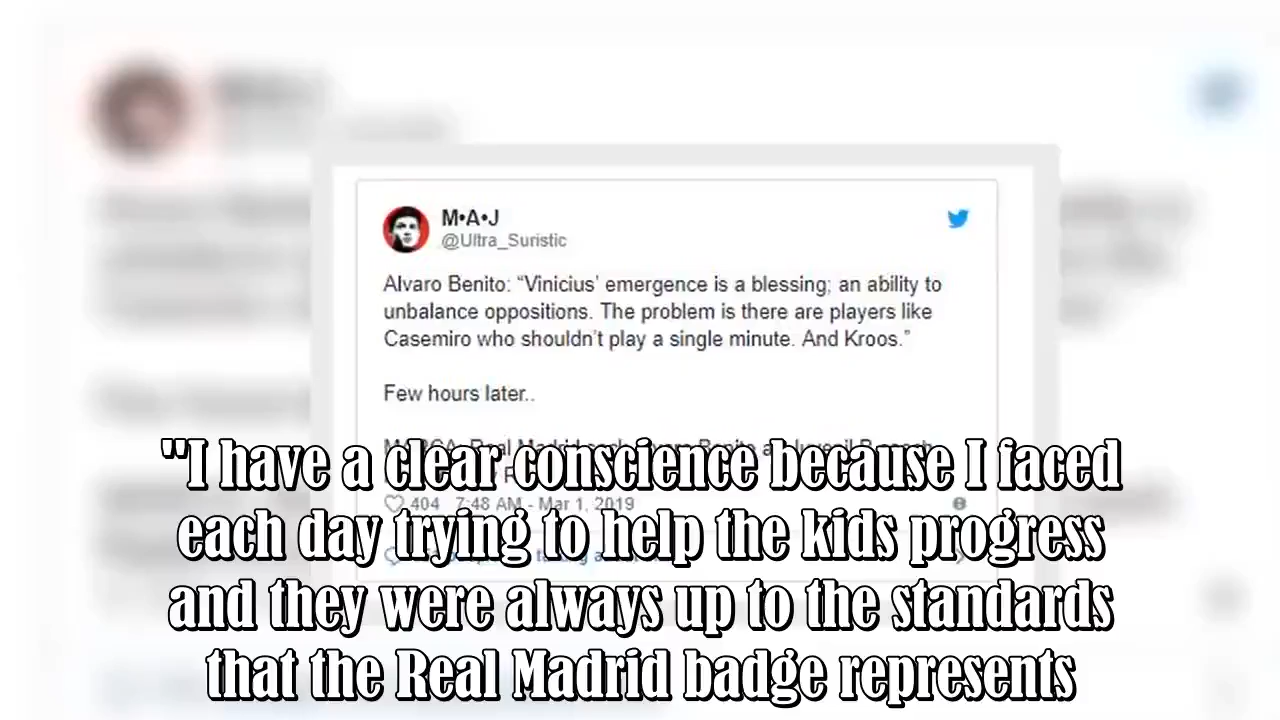 M•A•J
@Ultra_Suristic
Alvaro Benito: “Vinicius’ emergence is a blessing; an ability to
unbalance oppositions. The problem is there are players like
Casemiro who shouldn’t play a single minute. And Kroos.”
Few hours later..
"I have a clear conscience because I faced
404 7:48 AM - Mar 1, 2019
each day trying to help the kids progress
and they were always up to the standards
that the Real Madrid badge represents